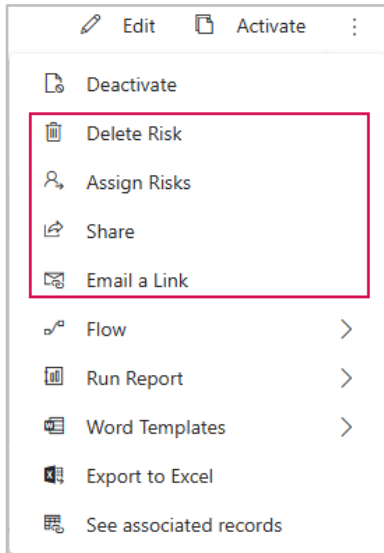 Edit Activate
Deactivate
Delete Risk
Assign Risks
Share
Email a Link
Flow
Run Report
Word Templates
Export to Excel
See associated records